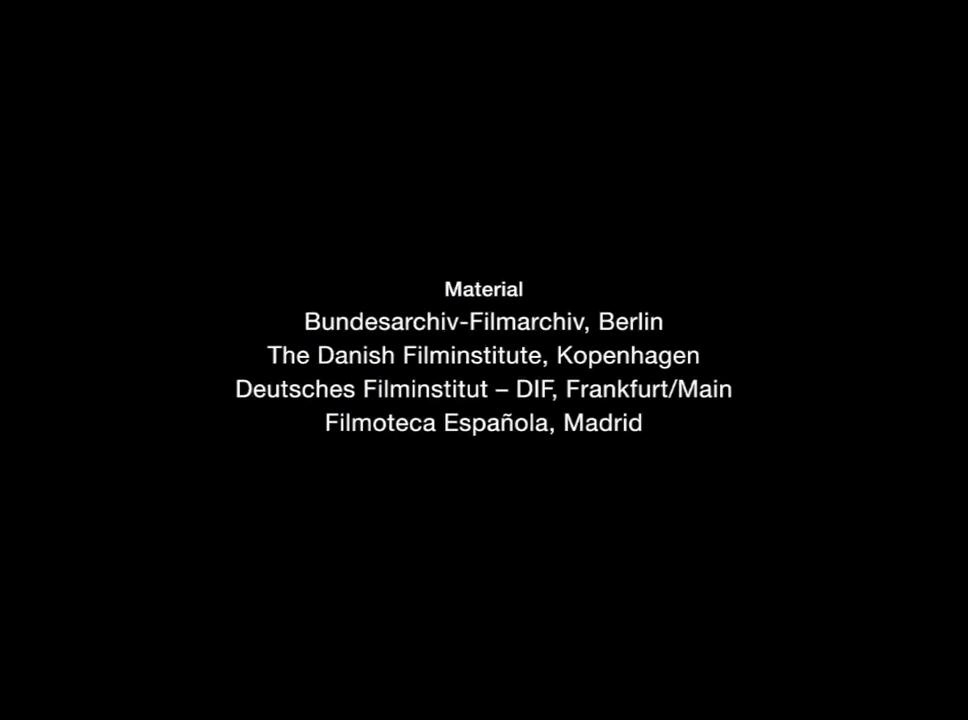 Material
Bundesarchiv-Filmarchiv, Berlin
The Danish Filminstitute, Kopenhagen
Deutsches Filminstitut – DIF, Frankfurt/Main
Filmoteca Española, Madrid